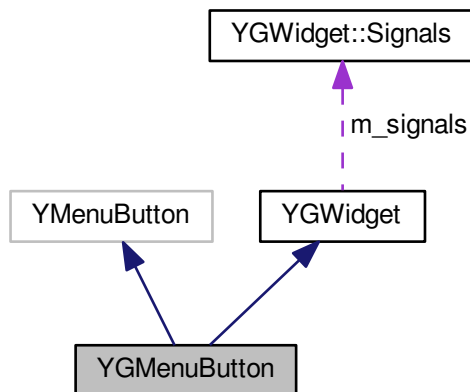 YGWidget::Signals
m_signals
YMenuButton
YGWidget
YGMenuButton